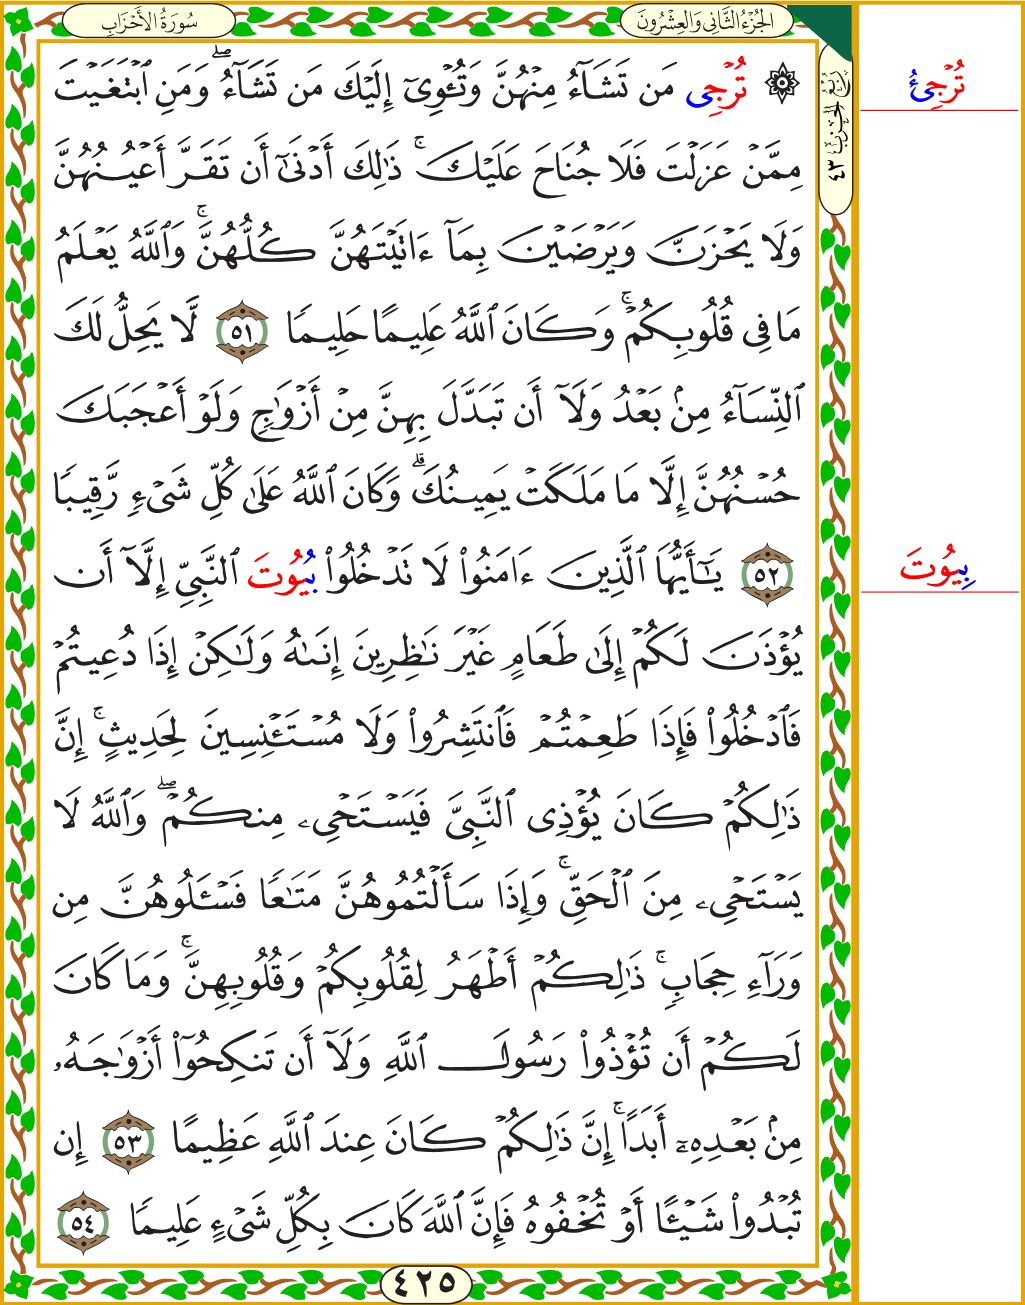 سُورَةُ الأَحْزَابِ
الجُزْءُ الثَّانِي وَالعِشْرُونَ
رُبْعُ الحِزْبِ ٤٣
۞ تُرْجِى مَن تَشَآءُ مِنْهُنَّ وَتُـْٔوِىٓ إِلَيْكَ مَن تَشَآءُ ۖ وَمَنِ ٱبْتَغَيْتَ
مِمَّنْ عَزَلْتَ فَلَا جُنَاحَ عَلَيْكَ ۚ ذَٰلِكَ أَدْنَىٰٓ أَن تَقَرَّ أَعْيُنُهُنَّ
وَلَا يَحْزَنَّ وَيَرْضَيْنَ بِمَآ ءَاتَيْتَهُنَّ كُلُّهُنَّ ۚ وَٱللَّهُ يَعْلَمُ
مَا فِى قُلُوبِكُمْ ۚ وَكَانَ ٱللَّهُ عَلِيمًا حَلِيمًا ٥١ لَّا يَحِلُّ لَكَ
ٱلنِّسَآءُ مِنۢ بَعْدُ وَلَآ أَن تَبَدَّلَ بِهِنَّ مِنْ أَزْوَٰجٍ وَلَوْ أَعْجَبَكَ
حُسْنُهُنَّ إِلَّا مَا مَلَكَتْ يَمِينُكَ ۗ وَكَانَ ٱللَّهُ عَلَىٰ كُلِّ شَىْءٍ رَّقِيبًا
٥٢ يَـٰٓأَيُّهَا ٱلَّذِينَ ءَامَنُوا۟ لَا تَدْخُلُوا۟ بُيُوتَ ٱلنَّبِىِّ إِلَّآ أَن
يُؤْذَنَ لَكُمْ إِلَىٰ طَعَامٍ غَيْرَ نَـٰظِرِينَ إِنَىٰهُ وَلَـٰكِنْ إِذَا دُعِيتُمْ
فَٱدْخُلُوا۟ فَإِذَا طَعِمْتُمْ فَٱنتَشِرُوا۟ وَلَا مُسْتَـْٔنِسِينَ لِحَدِيثٍ ۚ إِنَّ
ذَٰلِكُمْ كَانَ يُؤْذِى ٱلنَّبِىَّ فَيَسْتَحْىِۦ مِنكُمْ ۖ وَٱللَّهُ لَا
يَسْتَحْىِۦ مِنَ ٱلْحَقِّ ۚ وَإِذَا سَأَلْتُمُوهُنَّ مَتَـٰعًا فَسْـَٔلُوهُنَّ مِن
وَرَآءِ حِجَابٍ ۚ ذَٰلِكُمْ أَطْهَرُ لِقُلُوبِكُمْ وَقُلُوبِهِنَّ ۚ وَمَا كَانَ
لَكُمْ أَن تُؤْذُوا۟ رَسُولَ ٱللَّهِ وَلَآ أَن تَنكِحُوٓا۟ أَزْوَٰجَهُۥ
مِنۢ بَعْدِهِۦٓ أَبَدًا ۚ إِنَّ ذَٰلِكُمْ كَانَ عِندَ ٱللَّهِ عَظِيمًا ٥٣ إِن
تُبْدُوا۟ شَيْـًٔا أَوْ تُخْفُوهُ فَإِنَّ ٱللَّهَ كَانَ بِكُلِّ شَىْءٍ عَلِيمًا ٥٤
تُرْجِئُ
بِيُوتَ
٤٢٥